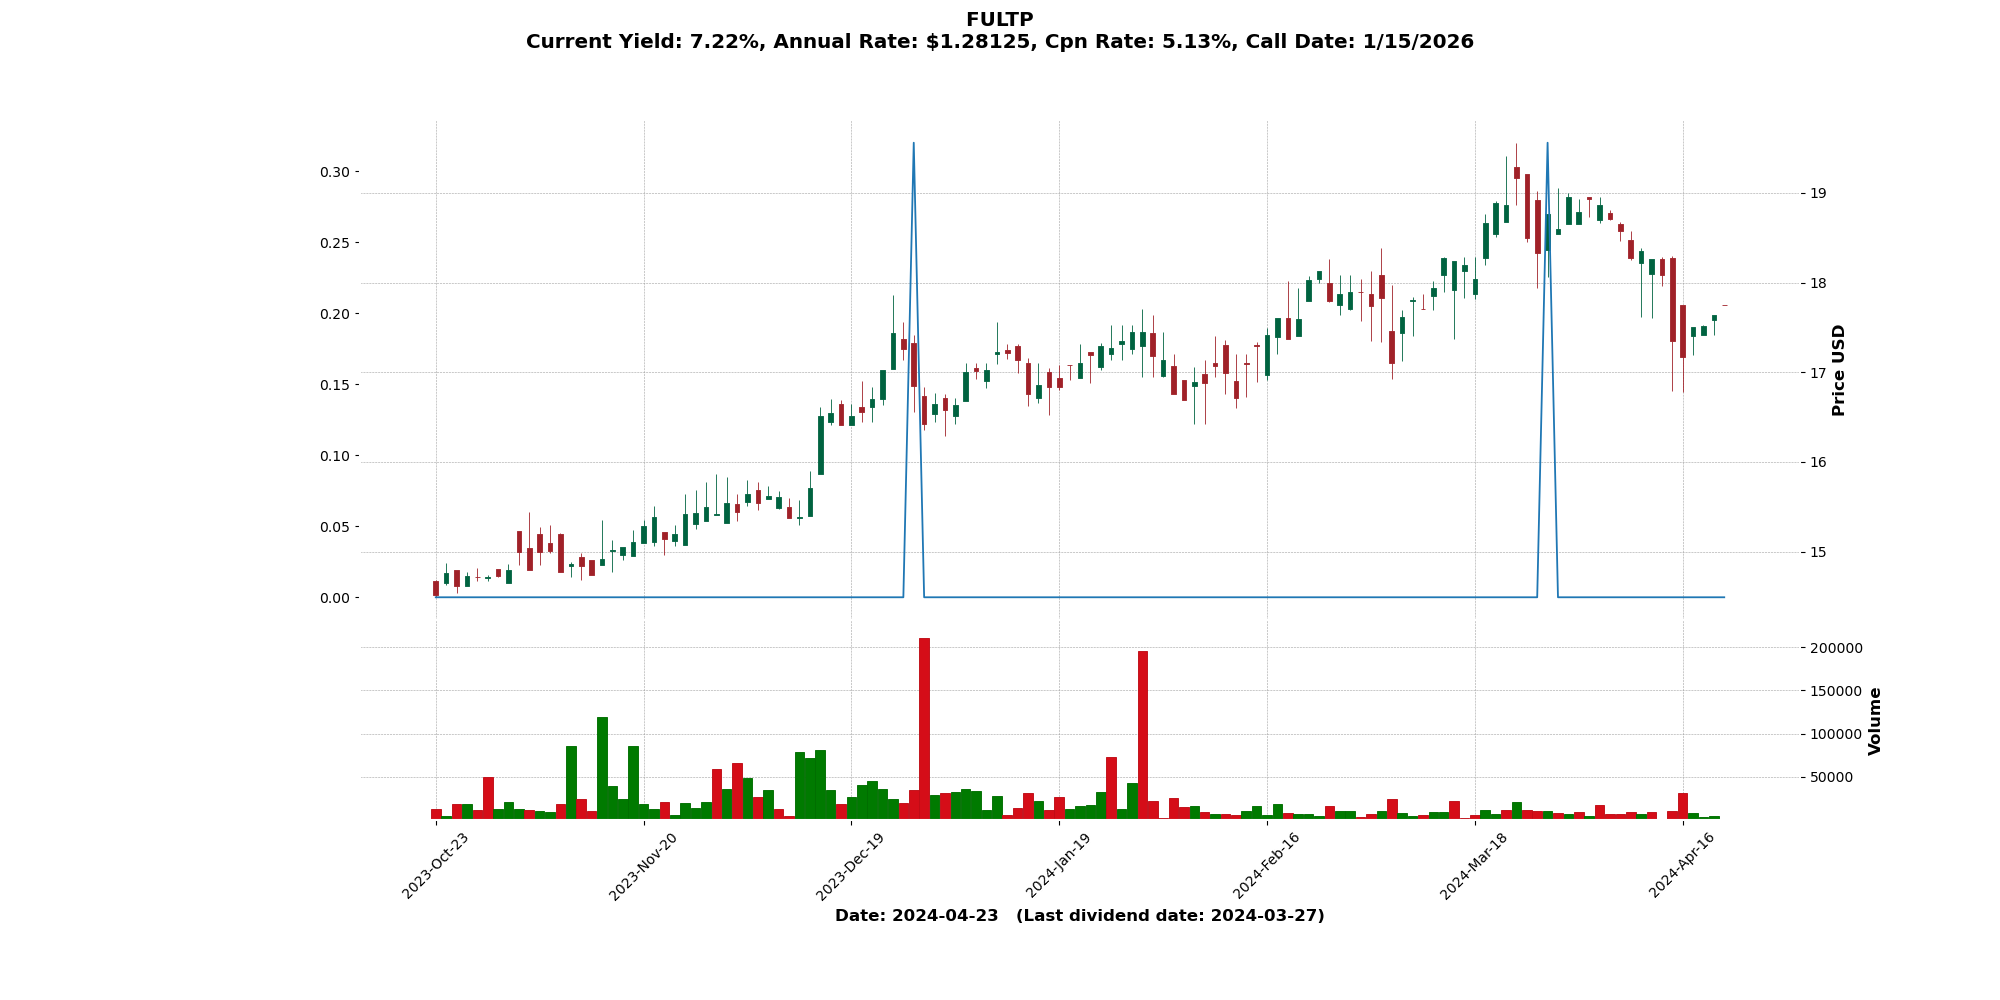 FULTP
Current Yield: 7.22%, Annual Rate: $1.28125, Cpn Rate: 5.13%, Call Date: 1/15/2026
0.30
0.25
0.20
0.15
0.10
0.05
0.00
19
18
17
16
15
Price USD
200000
150000
100000
50000
Volume
2023-Oct-23
2023-Nov-20
2023-Dec-19
2024-Jan-19
2024-Feb-16
2024-Mar-18
2024-Apr-16
Date: 2024-04-23 (Last dividend date: 2024-03-27)